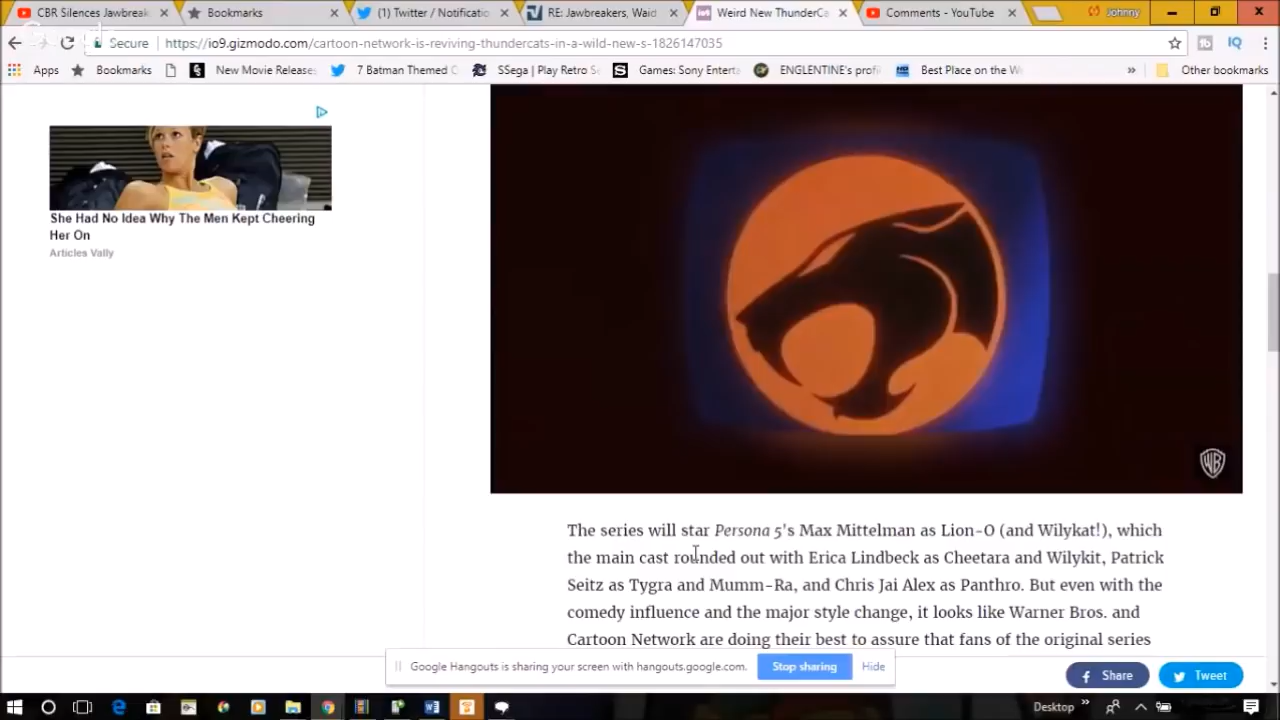 CBR Silences Jawbreak
Bookmarks
(1) Twitter / Notificatio
RE: Jawbreakers, Waid
Weird New ThunderCa
Comments - YouTube
Johnny
Secure
https://io9.gizmodo.com/cartoon-network-is-reviving-thundercats-in-a-wild-new-s-1826147035
Apps
Bookmarks
New Movie Releases
7 Batman Themed C
SSega | Play Retro S
Games: Sony Enterta
ENGLENTINE's profi
Best Place on the W
Other bookmarks
She Had No Idea Why The Men Kept Cheering
Her On
Articles Vally
WB
The series will star Persona 5's Max Mittelman as Lion-O (and Wilykat!), which
the main cast rounded out with Erica Lindbeck as Cheetara and Wilykit, Patrick
Seitz as Tygra and Mumm-Ra, and Chris Jai Alex as Panthro. But even with the
comedy influence and the major style change, it looks like Warner Bros. and
Cartoon Network are doing their best to assure that fans of the original series
Google Hangouts is sharing your screen with hangouts.google.com.
Stop sharing
Hide
Share
Tweet
Desktop